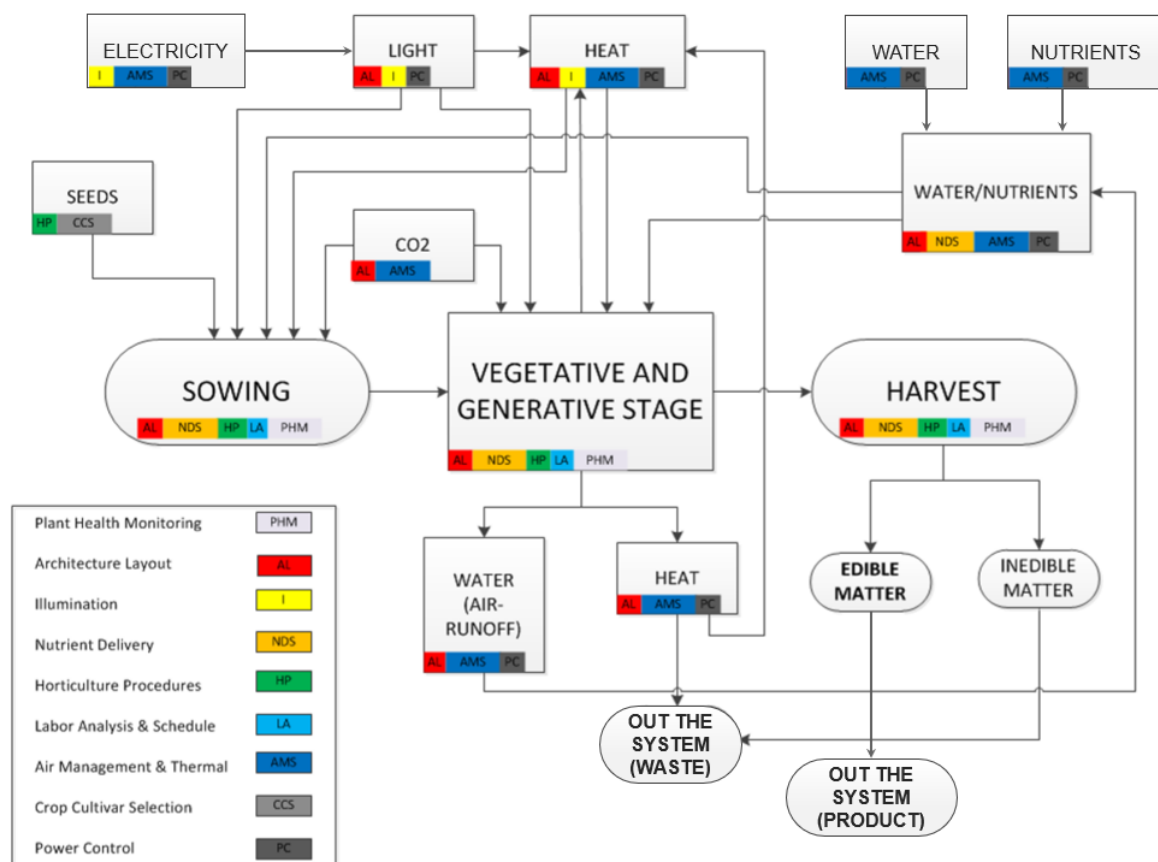 ELECTRICITY
I AMS PC
LIGHT
AL I PC
HEAT
AL I AMS PC
WATER
AMS PC
NUTRIENTS
AMS PC
SEEDS
HP CCS
CO2
AL AMS
WATER/NUTRIENTS
AL NDS AMS PC
SOWING
AL NDS HP LA PHM
VEGETATIVE AND
GENERATIVE STAGE
AL NDS HP LA PHM
HARVEST
AL NDS HP LA PHM
WATER
(AIR-
RUNOFF)
AL AMS PC
HEAT
AL AMS PC
EDIBLE
MATTER
INEDIBLE
MATTER
OUT THE
SYSTEM
(WASTE)
OUT THE
SYSTEM
(PRODUCT)
Plant Health Monitoring PHM
Architecture Layout AL
Illumination I
Nutrient Delivery NDS
Horticulture Procedures HP
Labor Analysis & Schedule LA
Air Management & Thermal AMS
Crop Cultivar Selection CCS
Power Control PC